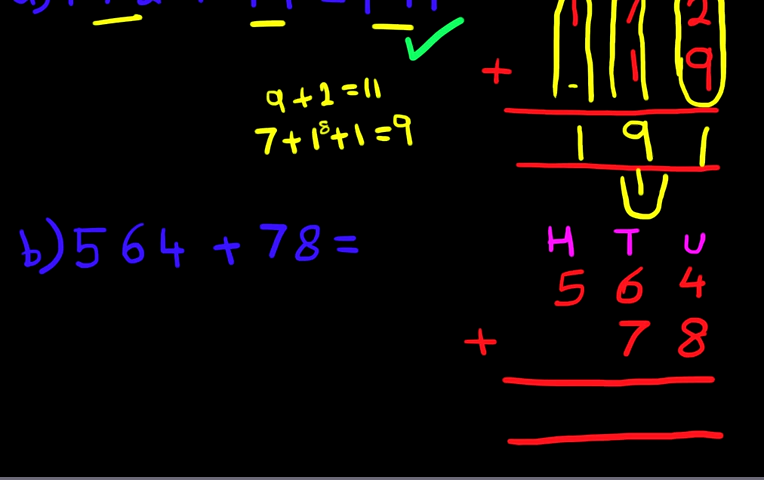 1 7 2
+ 1 9
1 9 1
9 + 2 = 11
7 + 1 + 1 = 9
b) 5 6 4 + 7 8 =
H T U
5 6 4
+ 7 8